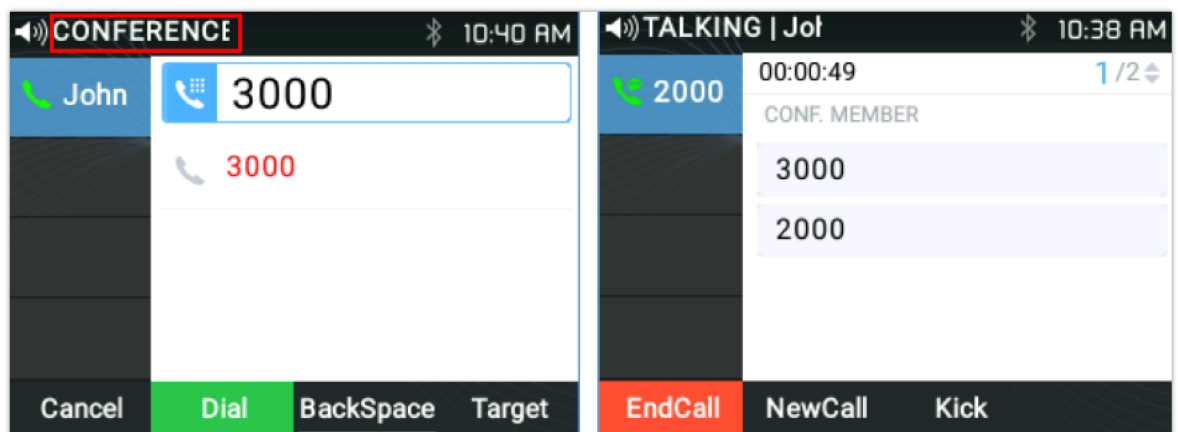 CONFERENCE
10:40 AM
John
3000
3000
Cancel
Dial
BackSpace
Target
TALKING | Joh
10:38 AM
2000
00:00:49
1/2
CONF. MEMBER
3000
2000
EndCall
NewCall
Kick